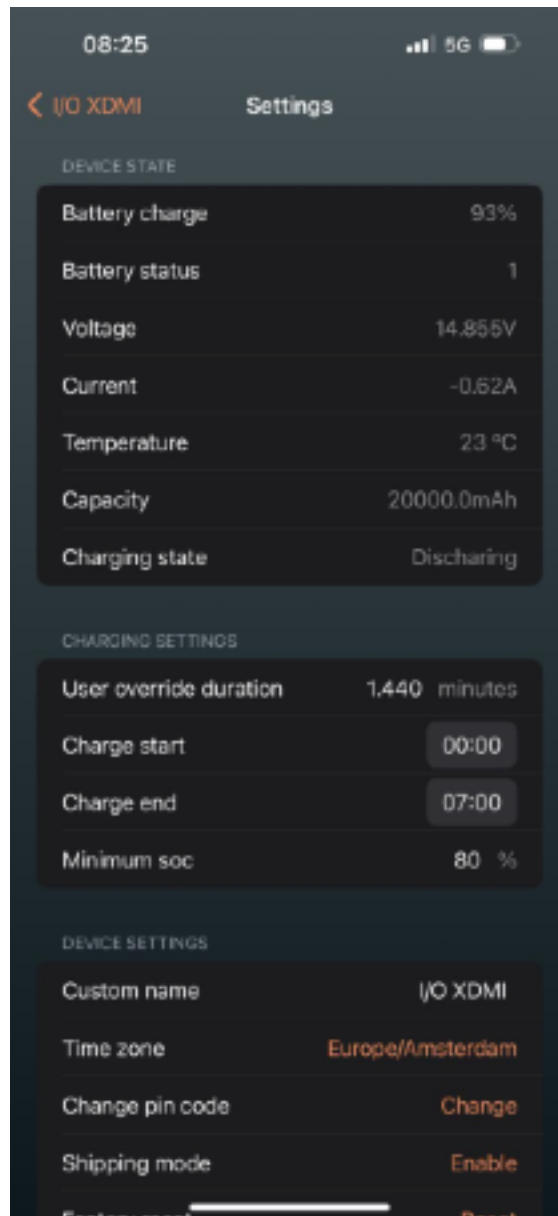 08:25 5G
I/O XDMI Settings
DEVICE STATE
Battery charge 93%
Battery status 1
Voltage 14.855V
Current -0.62A
Temperature 23 ºC
Capacity 20000.0mAh
Charging state Discharing
CHARGING SETTINGS
User override duration 1.440 minutes
Charge start 00:00
Charge end 07:00
Minimum soc 80 %
DEVICE SETTINGS
Custom name I/O XDMI
Time zone Europe/Amsterdam
Change pin code Change
Shipping mode Enable